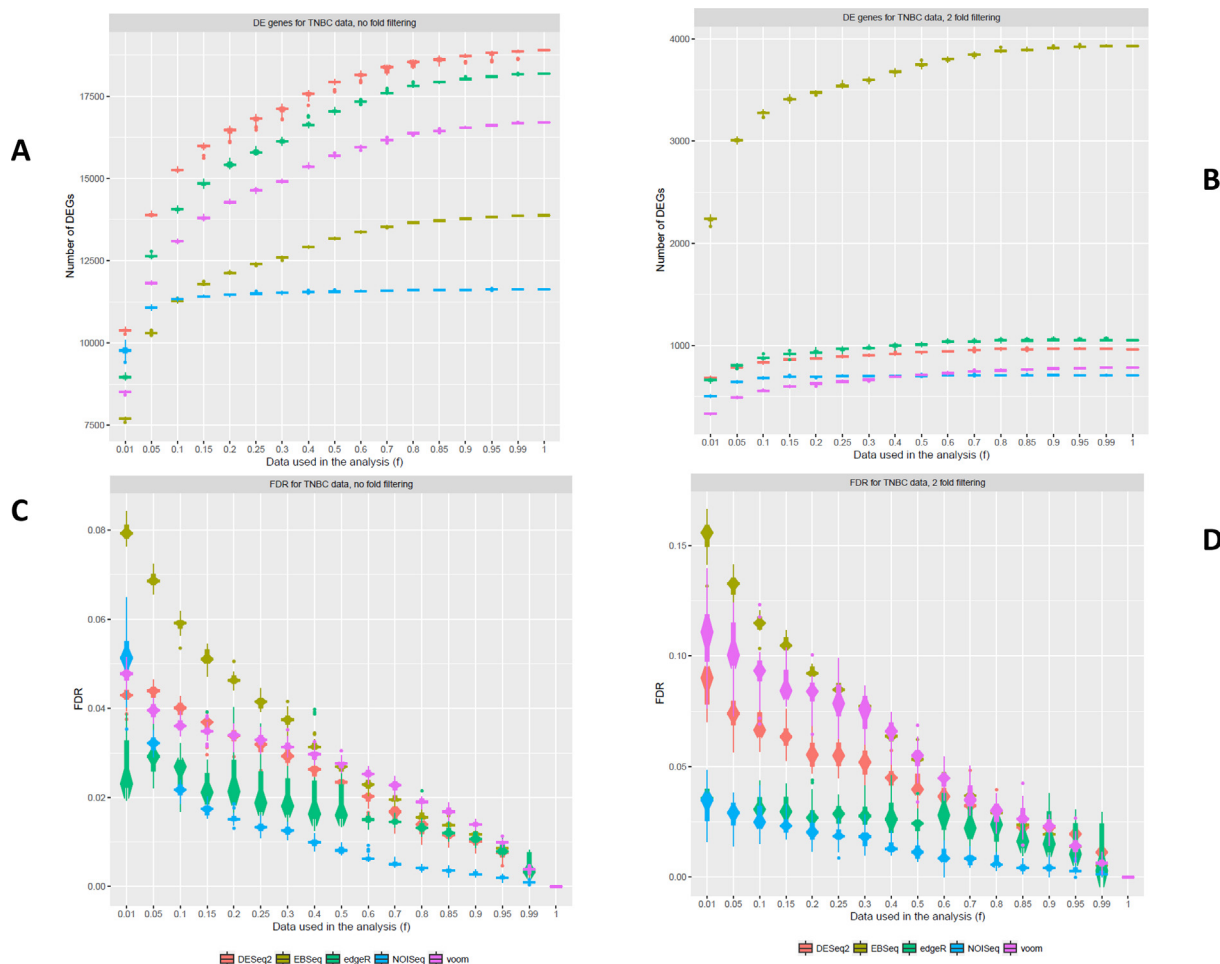 A
DE genes for TNBC data, no fold filtering
Number of DEGs
17500
15000
12500
10000
7500
0.01 0.05 0.1 0.15 0.2 0.25 0.3 0.4 0.5 0.6 0.7 0.8 0.85 0.9 0.95 0.99 1
Data used in the analysis (f)
B
DE genes for TNBC data, 2 fold filtering
Number of DEGs
4000
3000
2000
1000
0.01 0.05 0.1 0.15 0.2 0.25 0.3 0.4 0.5 0.6 0.7 0.8 0.85 0.9 0.95 0.99 1
Data used in the analysis (f)
C
FDR for TNBC data, no fold filtering
FDR
0.08
0.06
0.04
0.02
0.00
0.01 0.05 0.1 0.15 0.2 0.25 0.3 0.4 0.5 0.6 0.7 0.8 0.85 0.9 0.95 0.99 1
Data used in the analysis (f)
DESeq2 EBSeq edgeR NOISeq voom
D
FDR for TNBC data, 2 fold filtering
FDR
0.15
0.10
0.05
0.00
0.01 0.05 0.1 0.15 0.2 0.25 0.3 0.4 0.5 0.6 0.7 0.8 0.85 0.9 0.95 0.99 1
Data used in the analysis (f)
DESeq2 EBSeq edgeR NOISeq voom